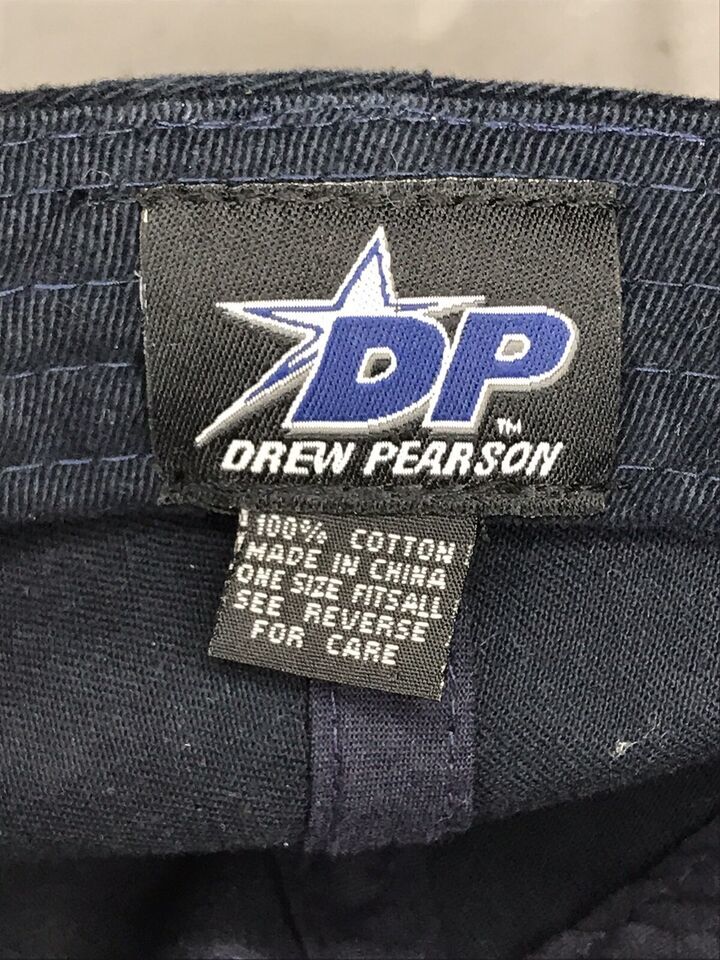 DP
TM
DREW PEARSON
100% COTTON
MADE IN CHINA
ONE SIZE FITS ALL
SEE REVERSE
FOR CARE